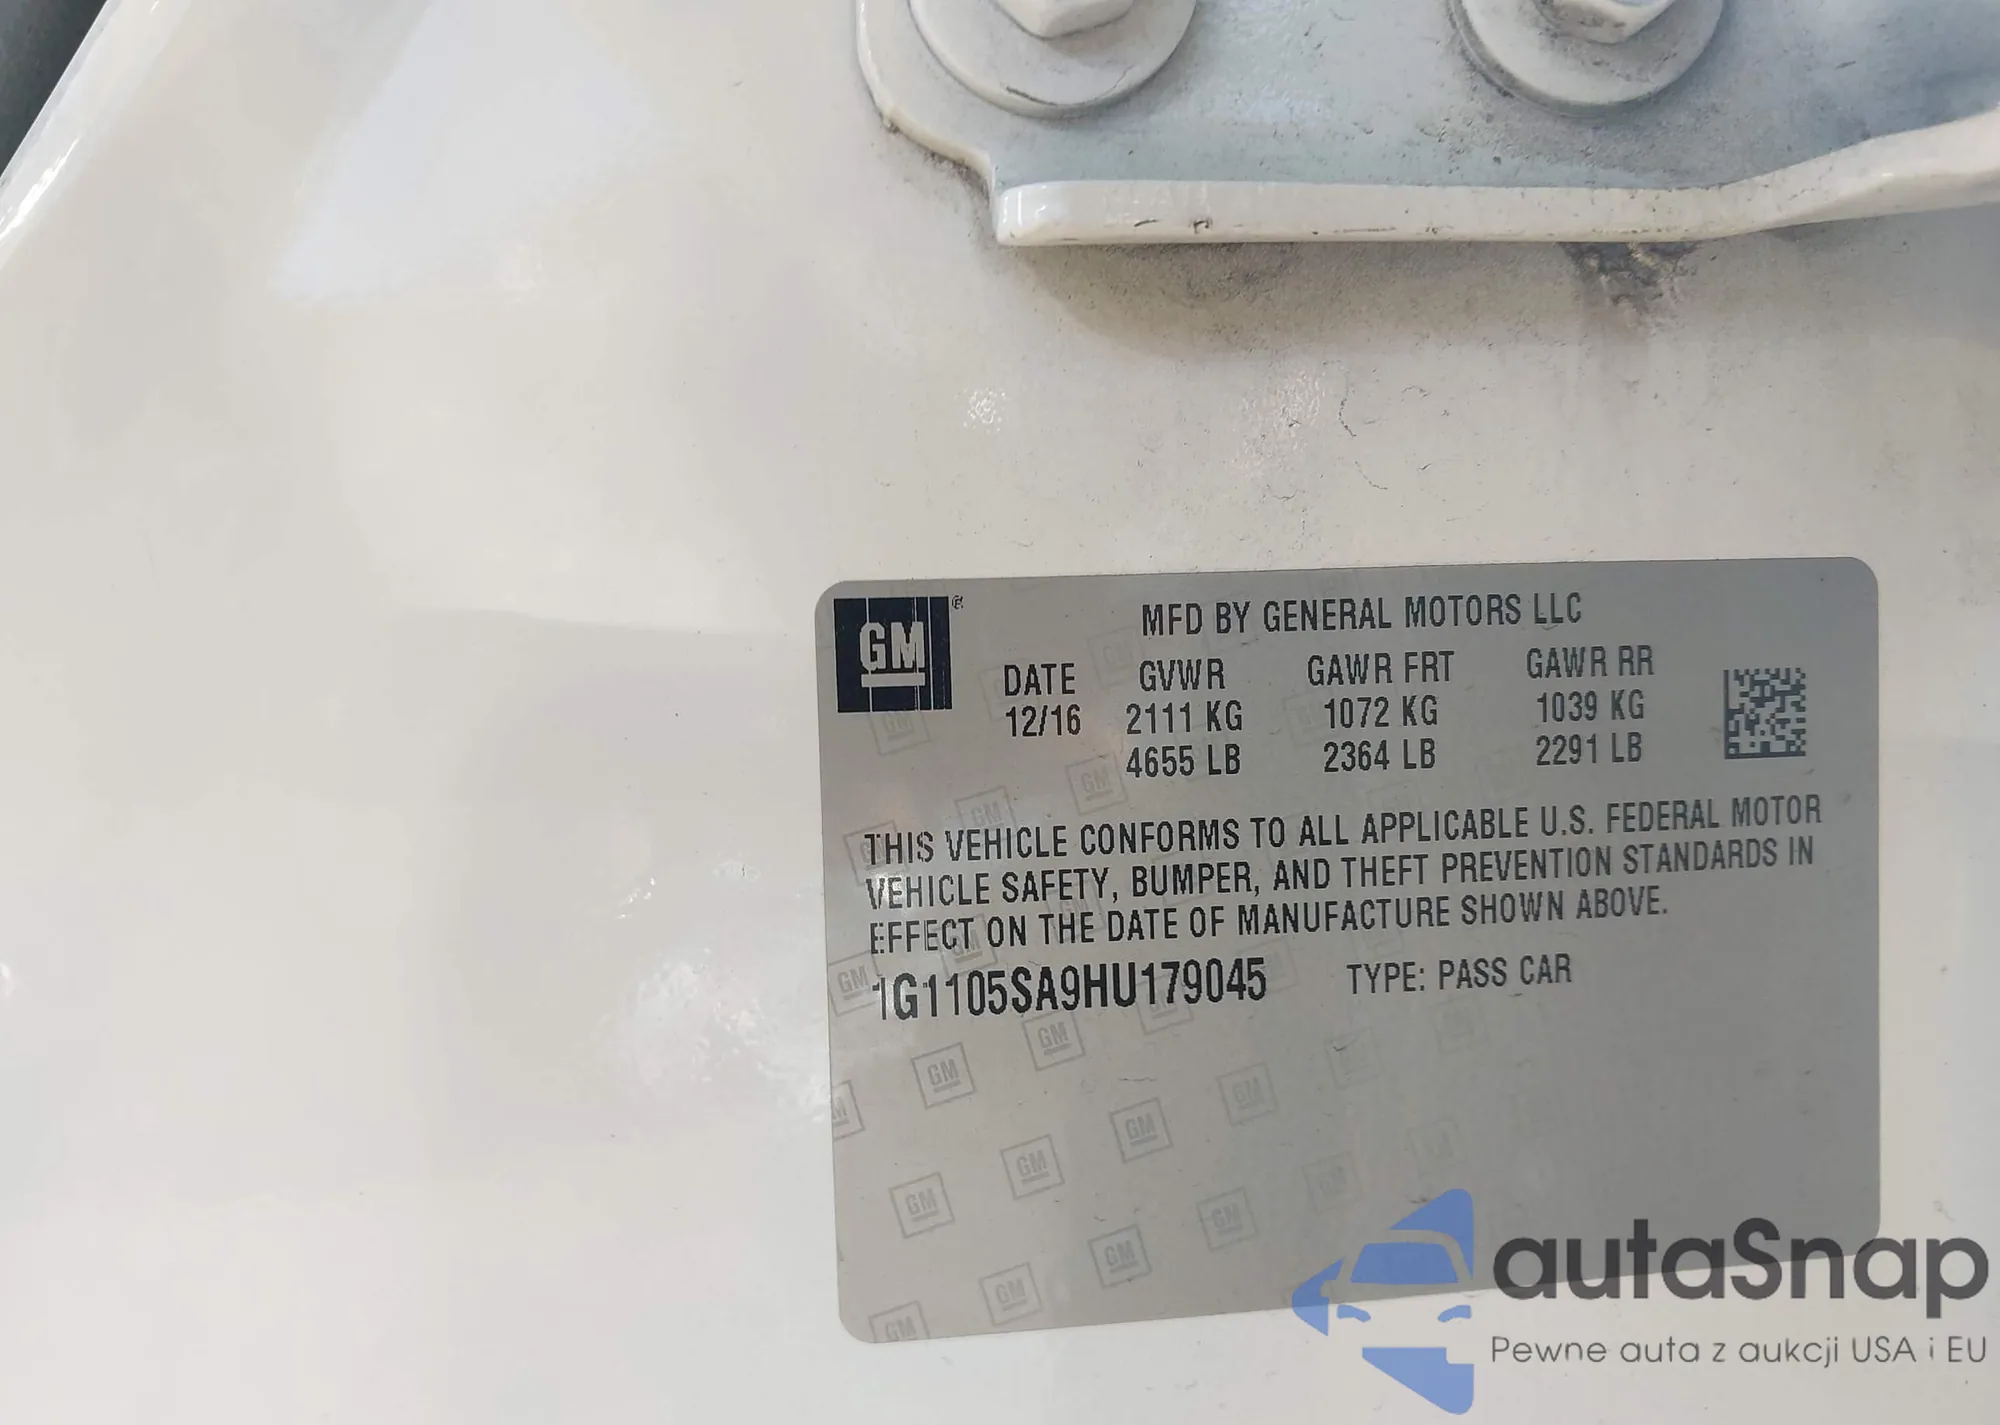 GM
MFD BY GENERAL MOTORS LLC
DATE GVWR GAWR FRT GAWR RR
12/16 2111 KG 1072 KG 1039 KG
4655 LB 2364 LB 2291 LB
THIS VEHICLE CONFORMS TO ALL APPLICABLE U.S. FEDERAL MOTOR
VEHICLE SAFETY, BUMPER, AND THEFT PREVENTION STANDARDS IN
EFFECT ON THE DATE OF MANUFACTURE SHOWN ABOVE.
1G1105SA9HU179045 TYPE: PASS CAR
autaSnap
Pewne auta z aukcji USA i EU